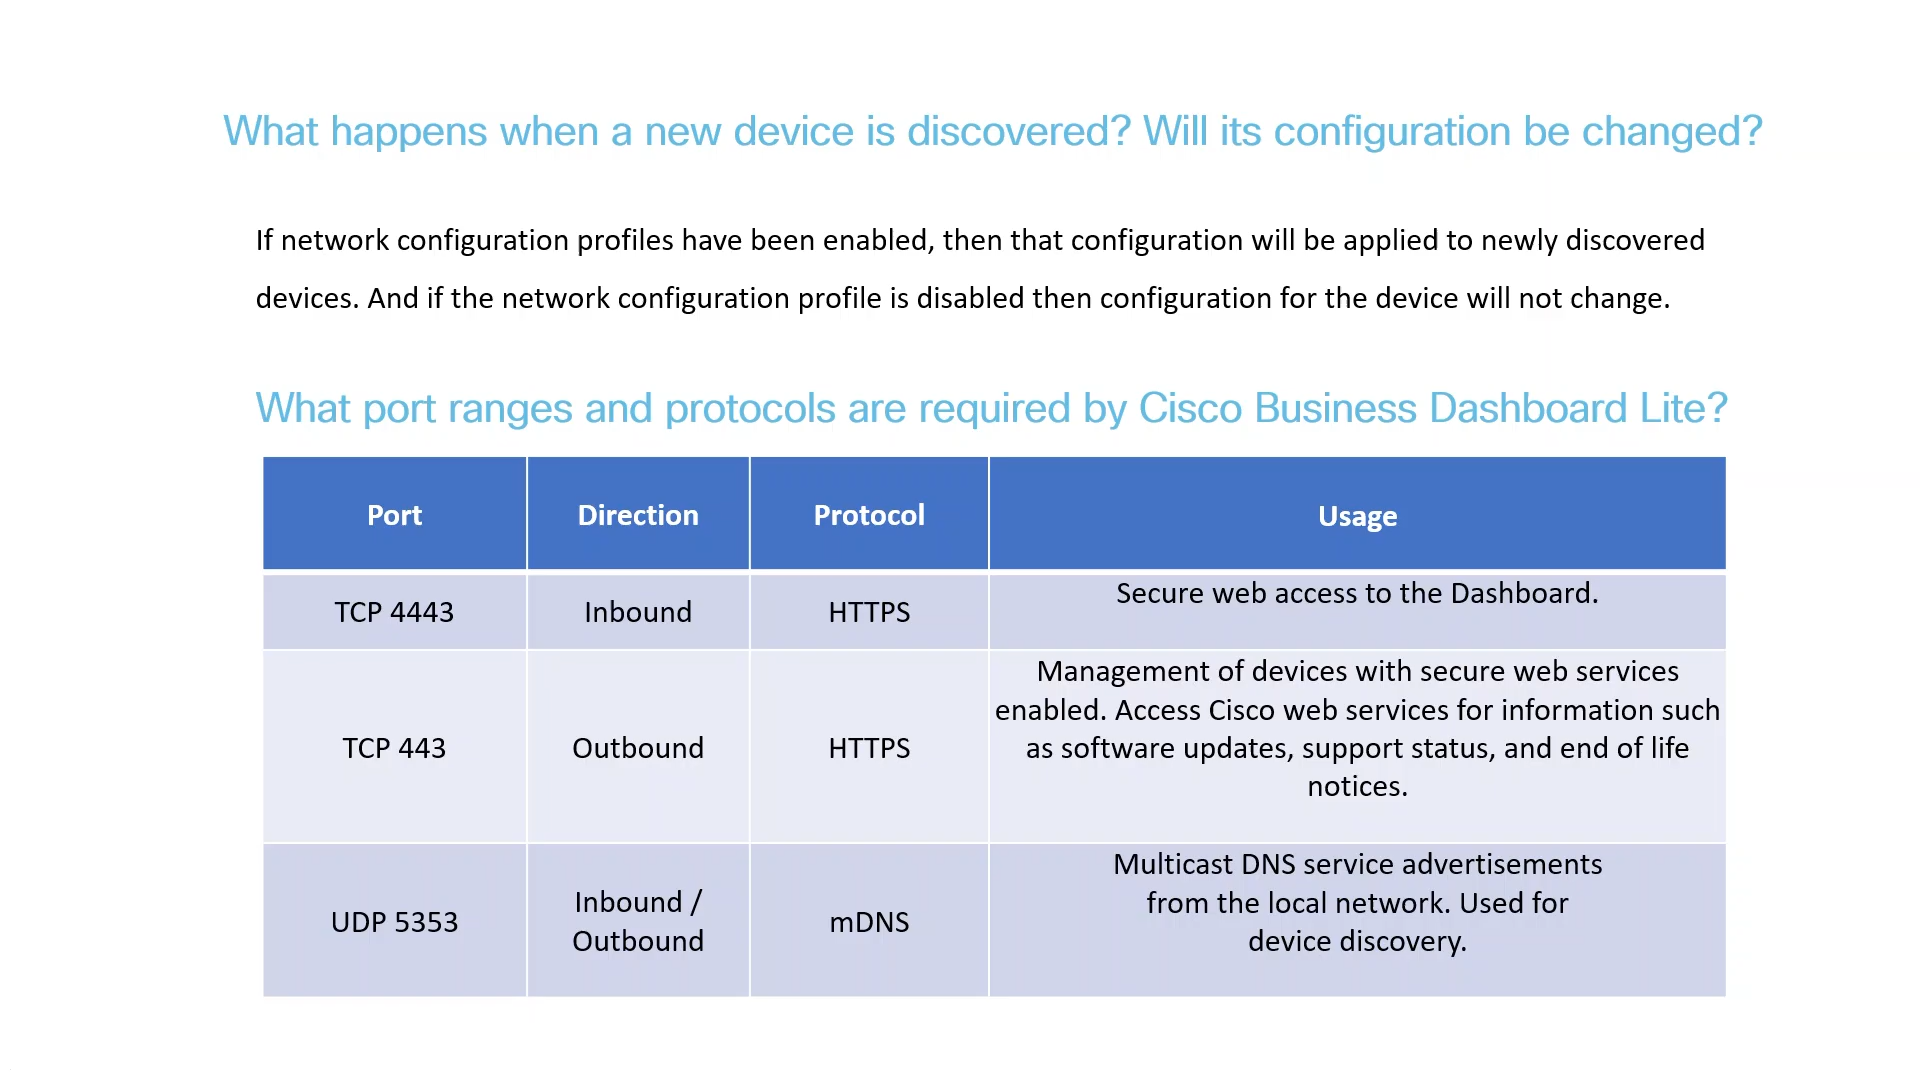 What happens when a new device is discovered? Will its configuration be changed?
If network configuration profiles have been enabled, then that configuration will be applied to newly discovered
devices. And if the network configuration profile is disabled then configuration for the device will not change.
What port ranges and protocols are required by Cisco Business Dashboard Lite?
Port Direction Protocol Usage
TCP 4443 Inbound HTTPS Secure web access to the Dashboard.
TCP 443 Outbound HTTPS Management of devices with secure web services
enabled. Access Cisco web services for information such
as software updates, support status, and end of life
notices.
UDP 5353 Inbound /
Outbound mDNS Multicast DNS service advertisements
from the local network. Used for
device discovery.